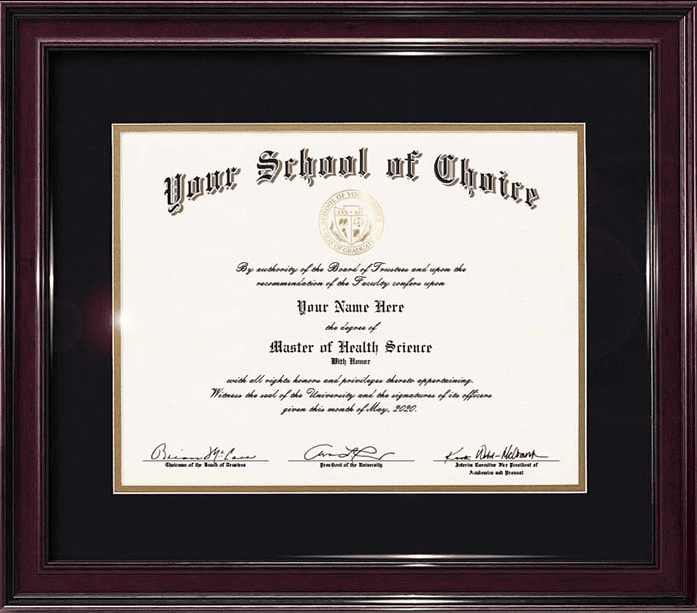 Your School of Choice
SEAL OF GRADUATE
By authority of the Board of Trustees and upon the
recommendation of the Faculty confers upon
Your Name Here
the degree of
Master of Health Science
With Honor
with all rights honors and privileges thereto appertaining.
Witness the seal of the University and the signatures of its officers
given this month of May, 2020.
Chairman of the Board of Trustees
President of the University
Interim Executive Vice President of
Academics and Provost